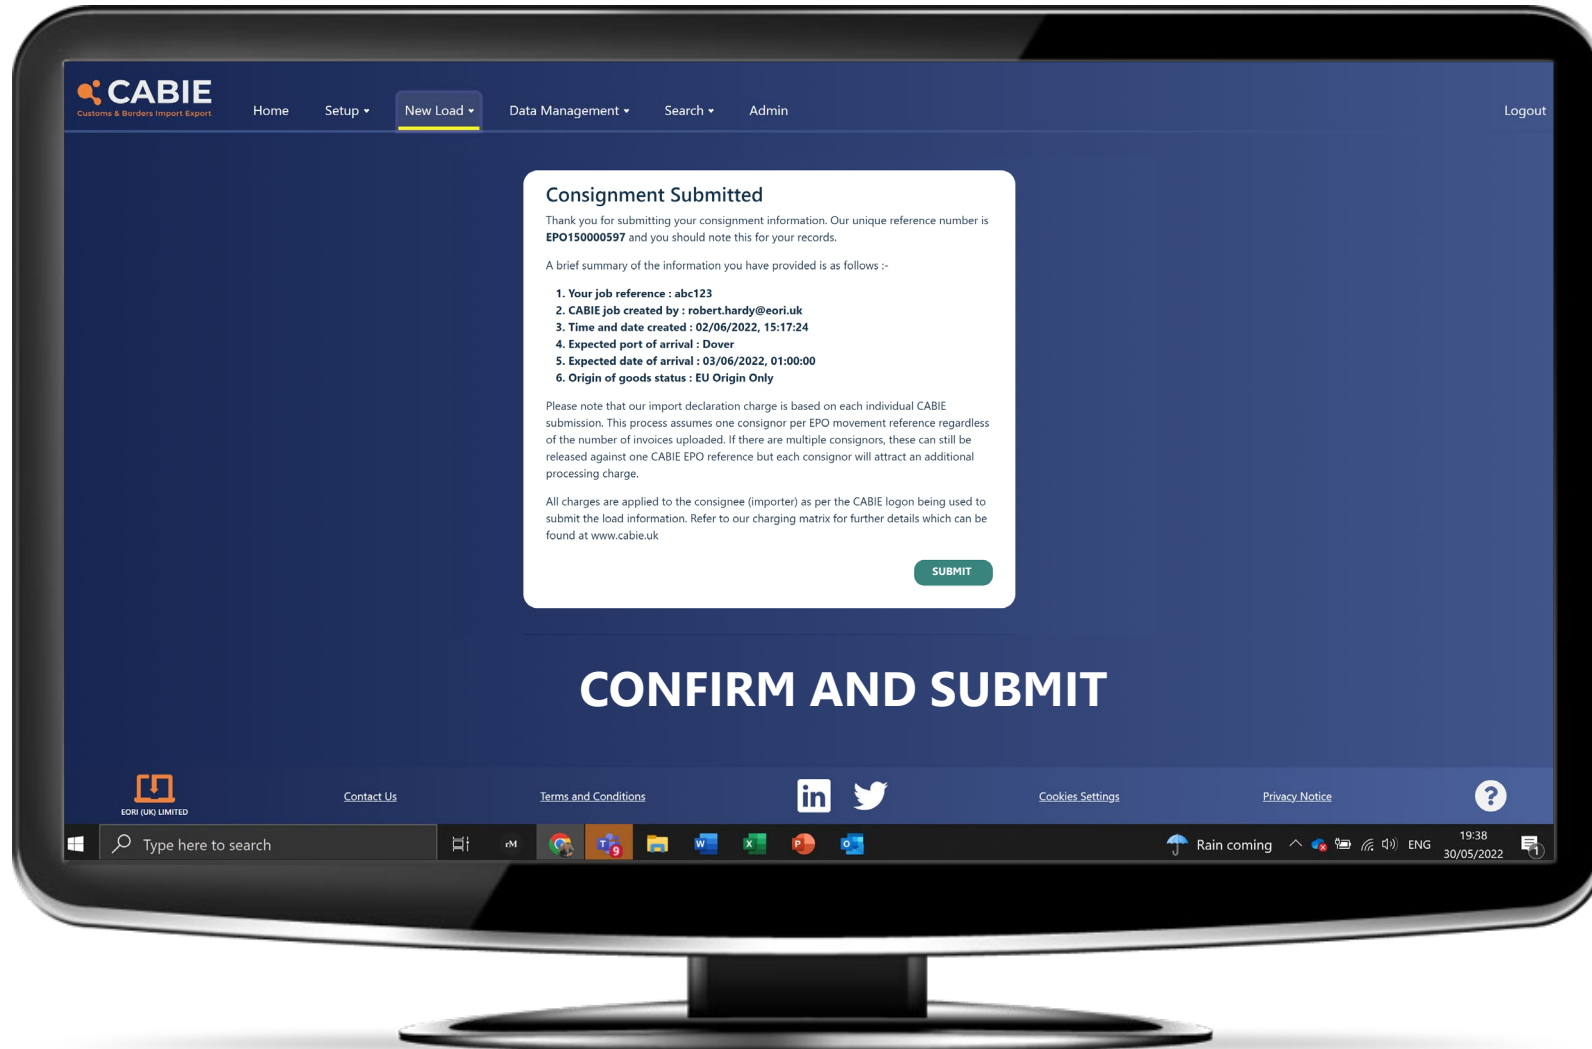 CABIE
Customs & Borders Import Export
Home Setup New Load Data Management Search Admin Logout
Consignment Submitted
Thank you for submitting your consignment information. Our unique reference number is
EPO150000597 and you should note this for your records.
A brief summary of the information you have provided is as follows :-
1. Your job reference : abc123
2. CABIE job created by : robert.hardy@eori.uk
3. Time and date created : 02/06/2022, 15:17:24
4. Expected port of arrival : Dover
5. Expected date of arrival : 03/06/2022, 01:00:00
6. Origin of goods status : EU Origin Only
Please note that our import declaration charge is based on each individual CABIE
submission. This process assumes one consignor per EPO movement reference regardless
of the number of invoices uploaded. If there are multiple consignors, these can still be
released against one CABIE EPO reference but each consignor will attract an additional
processing charge.
All charges are applied to the consignee (importer) as per the CABIE logon being used to
submit the load information. Refer to our charging matrix for further details which can be
found at www.cabie.uk
SUBMIT
CONFIRM AND SUBMIT
EORI (UK) LIMITED
Contact Us Terms and Conditions in Cookies Settings Privacy Notice ?
Type here to search rM T 9 W X P O Rain coming ENG 19:38
30/05/2022 1